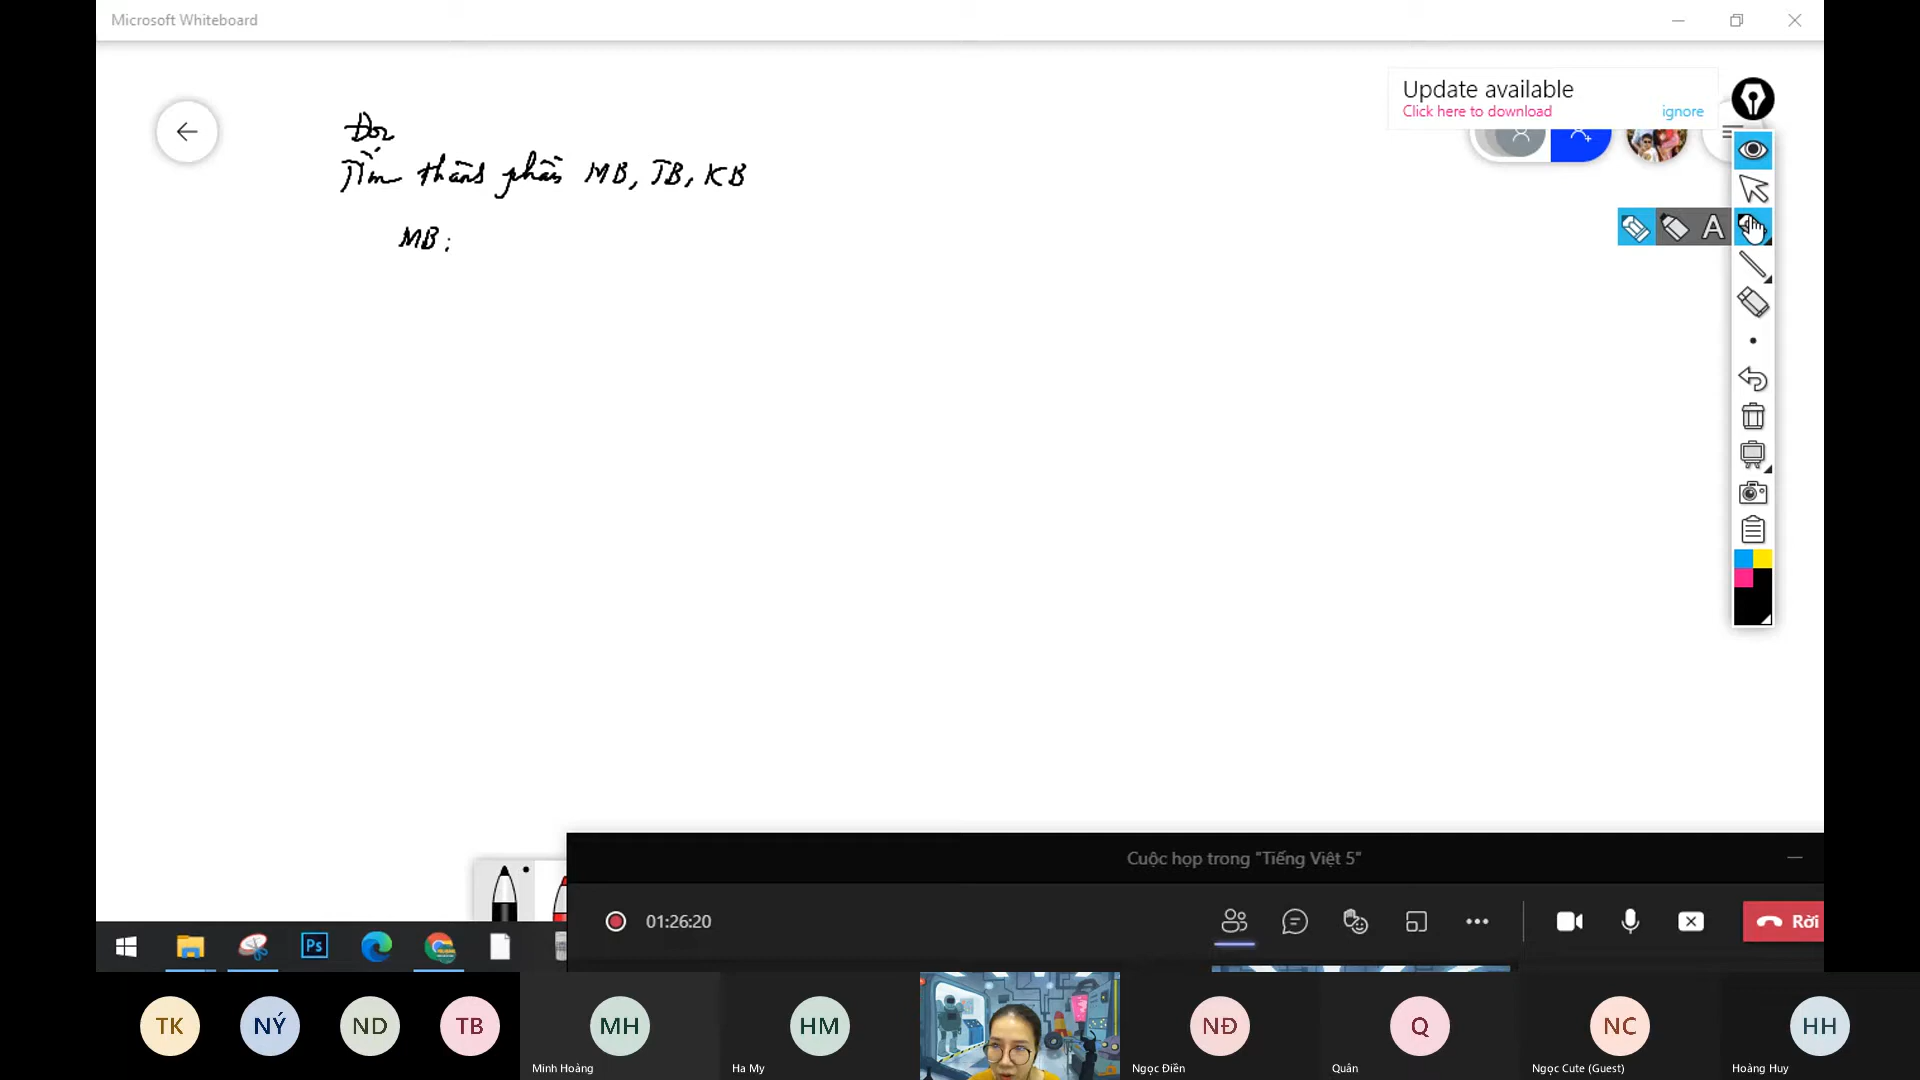 Microsoft Whiteboard
Update available
Click here to download ignore
Đọc
Tìm thành phần MB, TB, KB
MB:
A
Cuộc họp trong "Tiếng Việt 5"
01:26:20
Rời
Ps
TK NÝ ND TB MH HM NĐ Q NC HH
Minh Hoàng Ha My Ngọc Điền Quân Ngọc Cute (Guest) Hoàng Huy